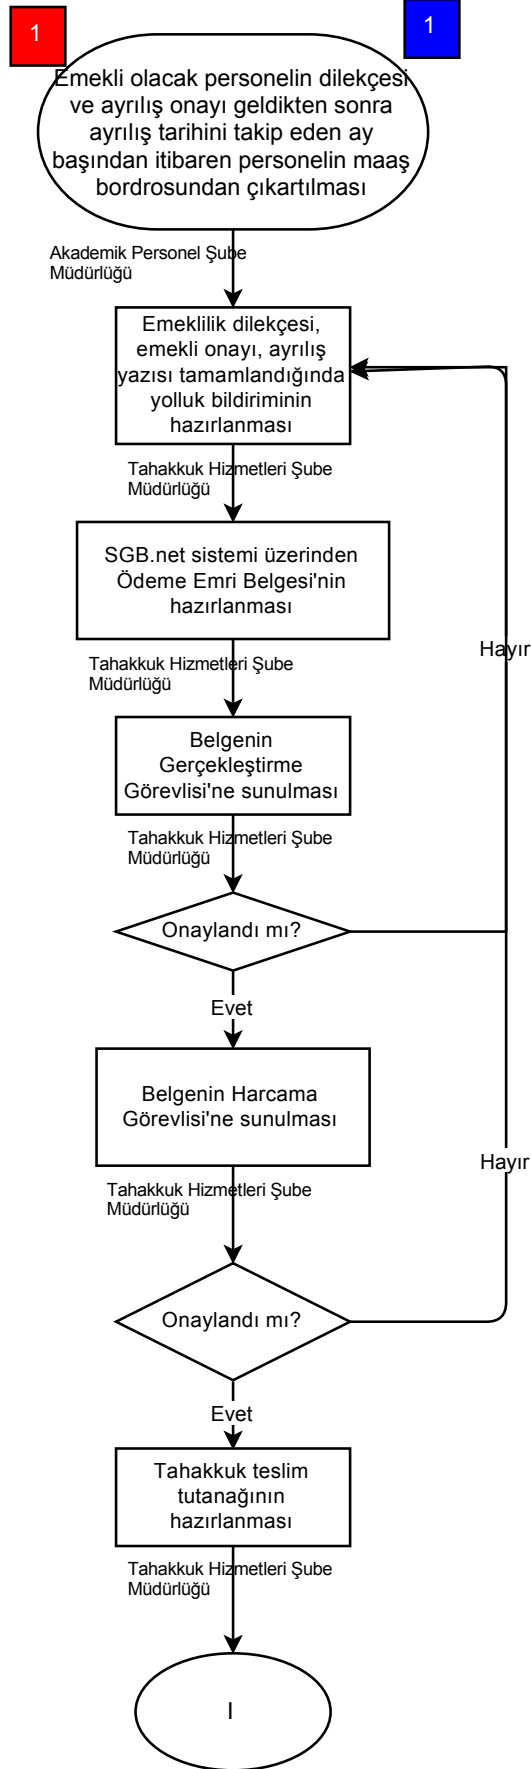 1
1
Emekli olacak personelin dilekçesi
ve ayrılış onayı geldikten sonra
ayrılış tarihini takip eden ay
başından itibaren personelin maaş
bordrosundan çıkartılması
Akademik Personel Şube
Müdürlüğü
Emeklilik dilekçesi,
emekli onayı, ayrılış
yazısı tamamlandığında
yolluk bildiriminin
hazırlanması
Tahakkuk Hizmetleri Şube
Müdürlüğü
SGB.net sistemi üzerinden
Ödeme Emri Belgesi'nin
hazırlanması
Hayır
Tahakkuk Hizmetleri Şube
Müdürlüğü
Belgenin
Gerçekleştirme
Görevlisi'ne sunulması
Tahakkuk Hizmetleri Şube
Müdürlüğü
Onaylandı mı?
Evet
Belgenin Harcama
Görevlisi'ne sunulması
Hayır
Tahakkuk Hizmetleri Şube
Müdürlüğü
Onaylandı mı?
Evet
Tahakkuk teslim
tutanağının
hazırlanması
Tahakkuk Hizmetleri Şube
Müdürlüğü
I